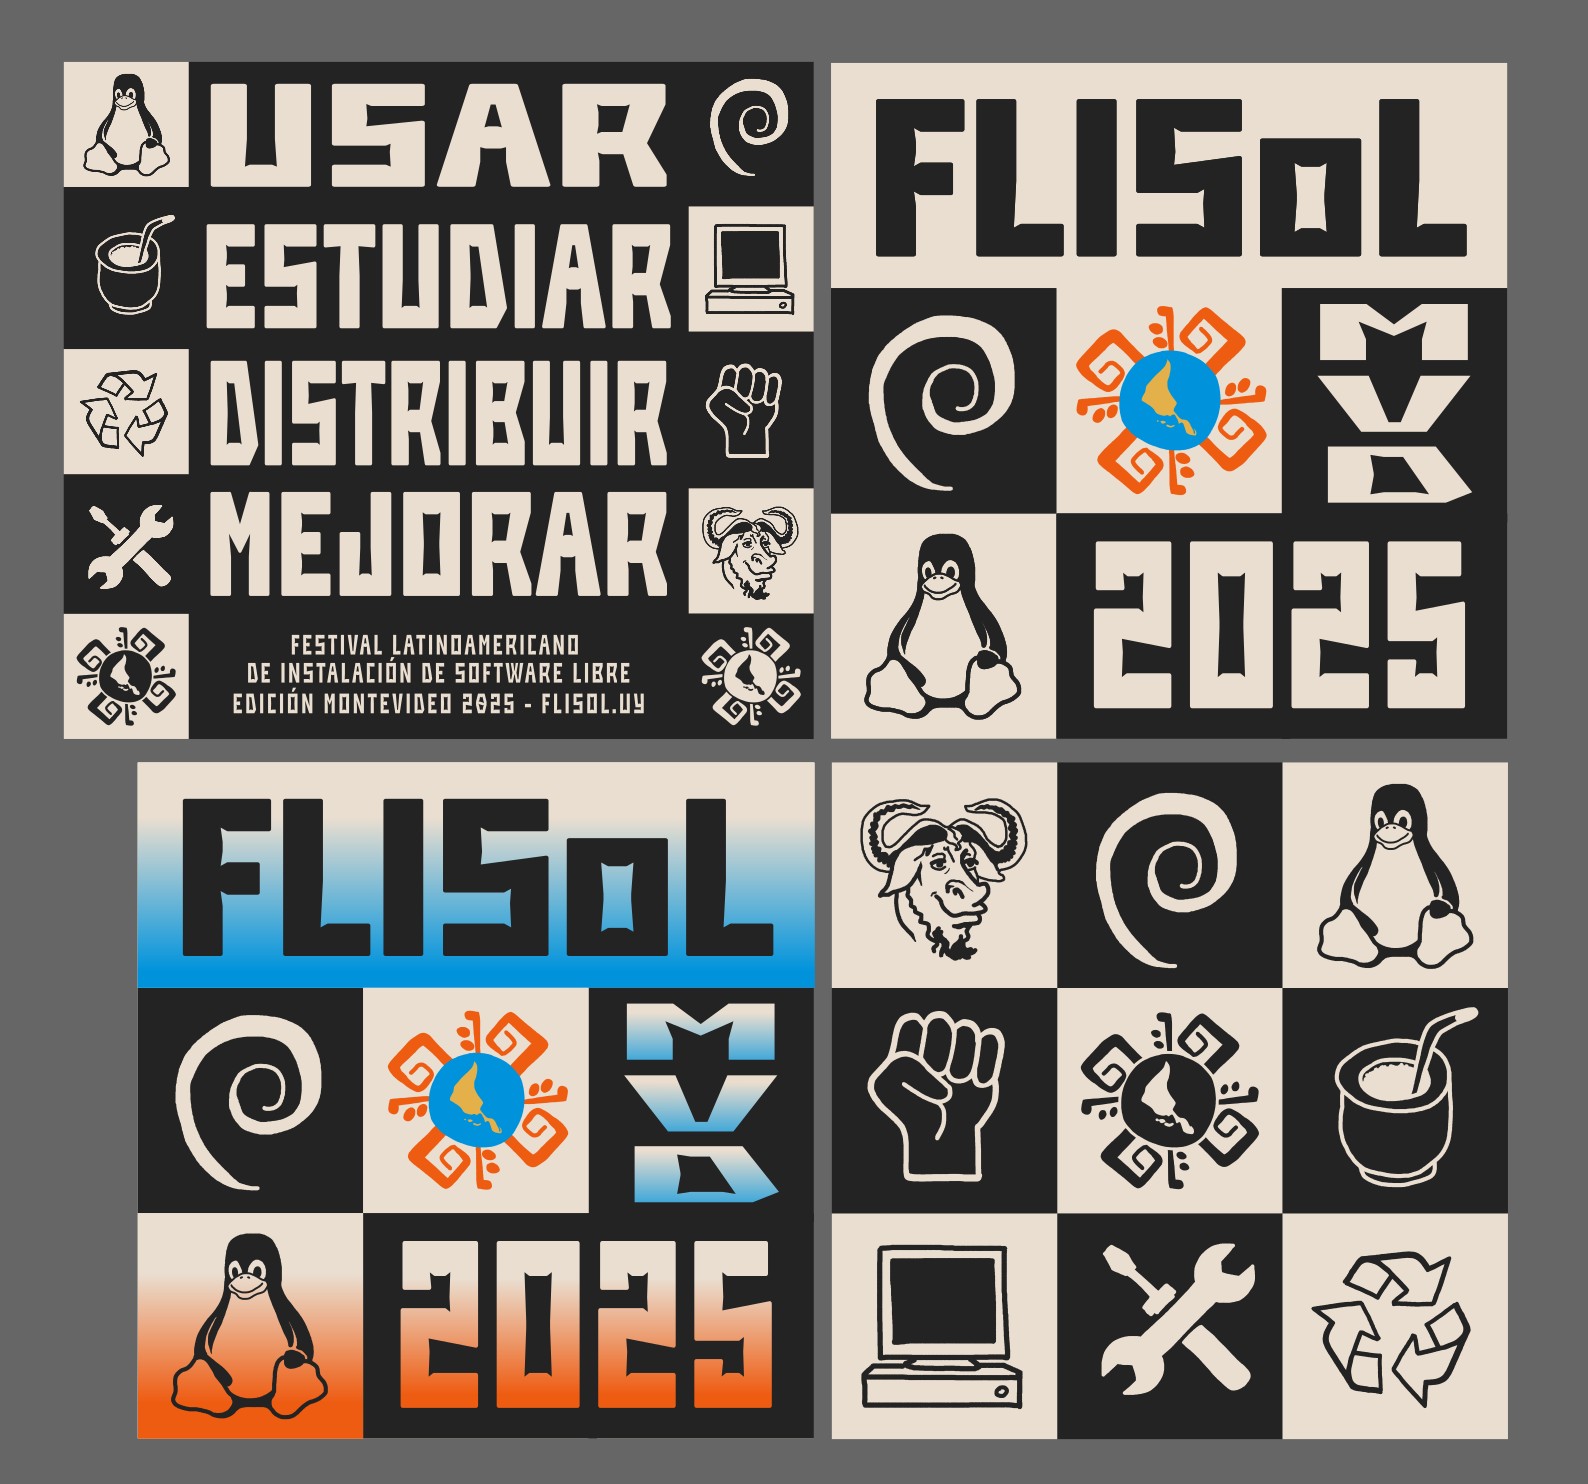 USAR
ESTUDIAR
DISTRIBUIR
MEJORAR
FESTIVAL LATINOAMERICANO
DE INSTALACIÓN DE SOFTWARE LIBRE
EDICIÓN MONTEVIDEO 2025 - FLISOL.UY
FLISoL
MVD
2025
FLISoL
MVD
2025